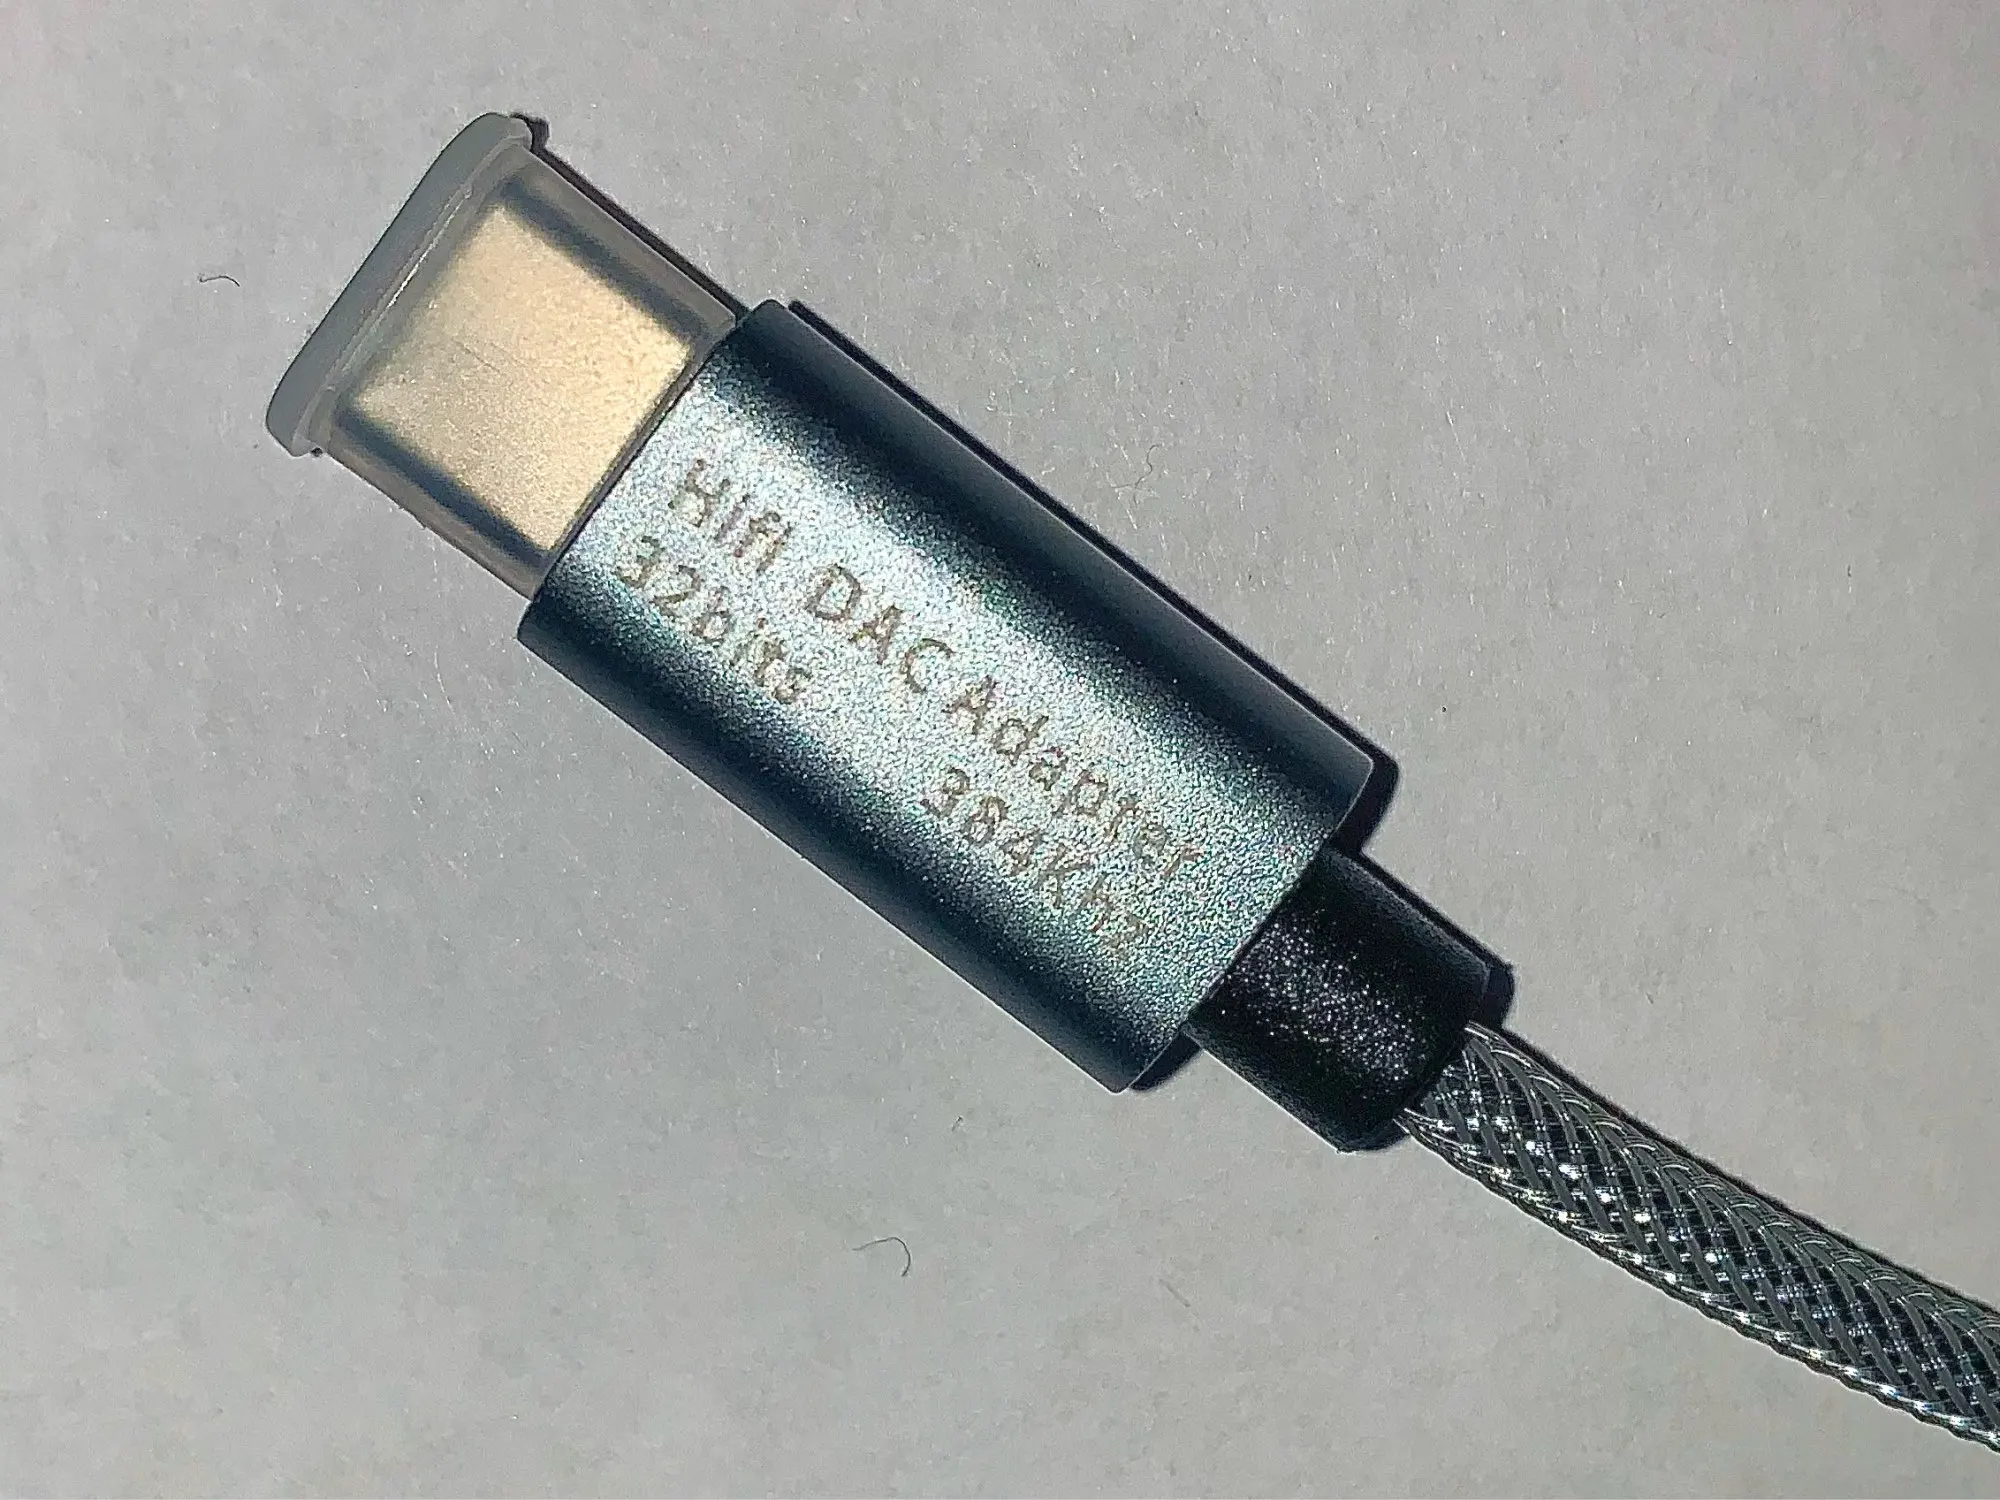 Hifi DAC Adapter
32bits 384KHz